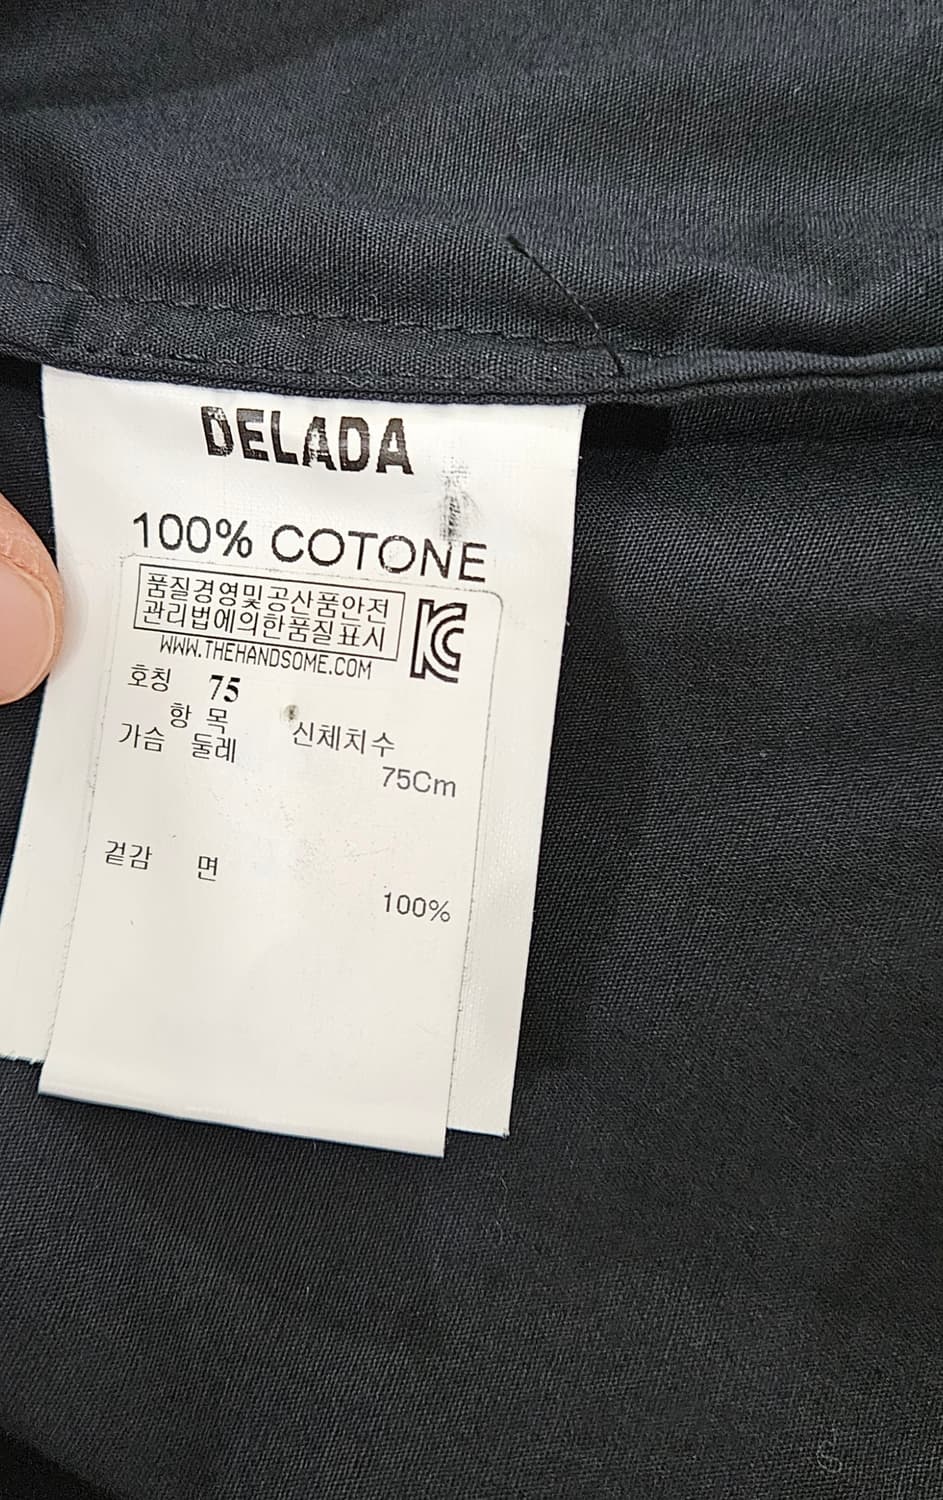 DELADA
100% COTONE
품질경영및공산품안전
관리법에의한품질표시
WWW.THEHANDSOME.COM
호칭 75
항 목 신체치수
가슴 둘레
75Cm
겉감 면
100%